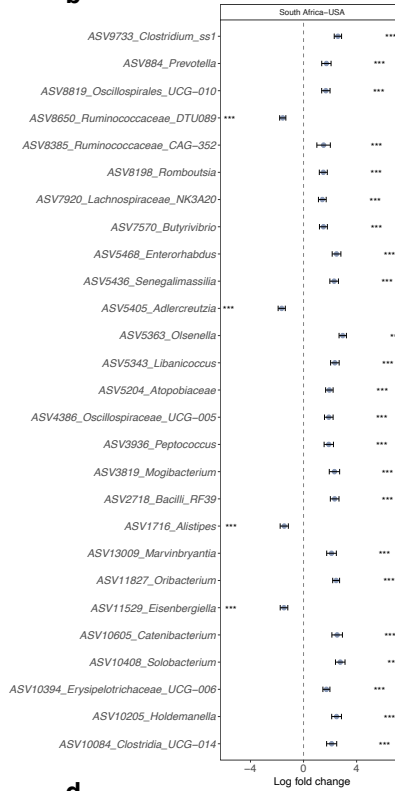 b
South Africa−USA
ASV9733_Clostridium_ss1 ***
ASV884_Prevotella ***
ASV8819_Oscillospirales_UCG−010 ***
ASV8650_Ruminococcaceae_DTU089 ***
ASV8385_Ruminococcaceae_CAG−352 ***
ASV8198_Romboutsia ***
ASV7920_Lachnospiraceae_NK3A20 ***
ASV7570_Butyrivibrio ***
ASV5468_Enterorhabdus ***
ASV5436_Senegalimassilia ***
ASV5405_Adlercreutzia ***
ASV5363_Olsenella **
ASV5343_Libanicoccus ***
ASV5204_Atopobiaceae ***
ASV4386_Oscillospiraceae_UCG−005 ***
ASV3936_Peptococcus ***
ASV3819_Mogibacterium ***
ASV2718_Bacilli_RF39 ***
ASV1716_Alistipes ***
ASV13009_Marvinbryantia ***
ASV11827_Oribacterium ***
ASV11529_Eisenbergiella ***
ASV10605_Catenibacterium ***
ASV10408_Solobacterium **
ASV10394_Erysipelotrichaceae_UCG−006 ***
ASV10205_Holdemanella ***
ASV10084_Clostridia_UCG−014 ***
−4 0 4
Log fold change
d